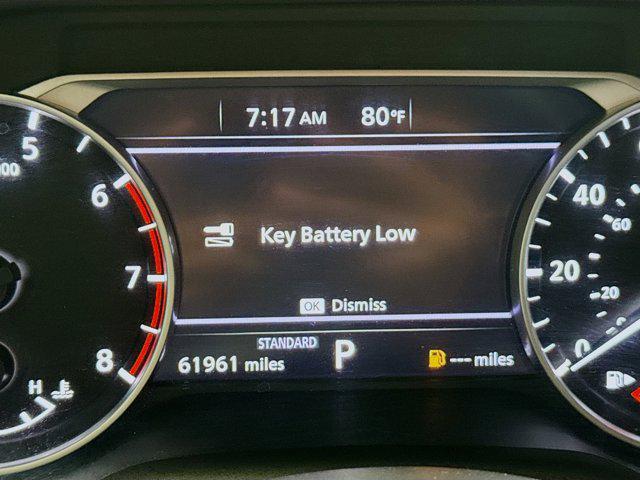 7:17 AM 80°F
5
000
6
7
8
H
Key Battery Low
OK Dismiss
STANDARD
61961 miles P --- miles
40
60
20
20
0